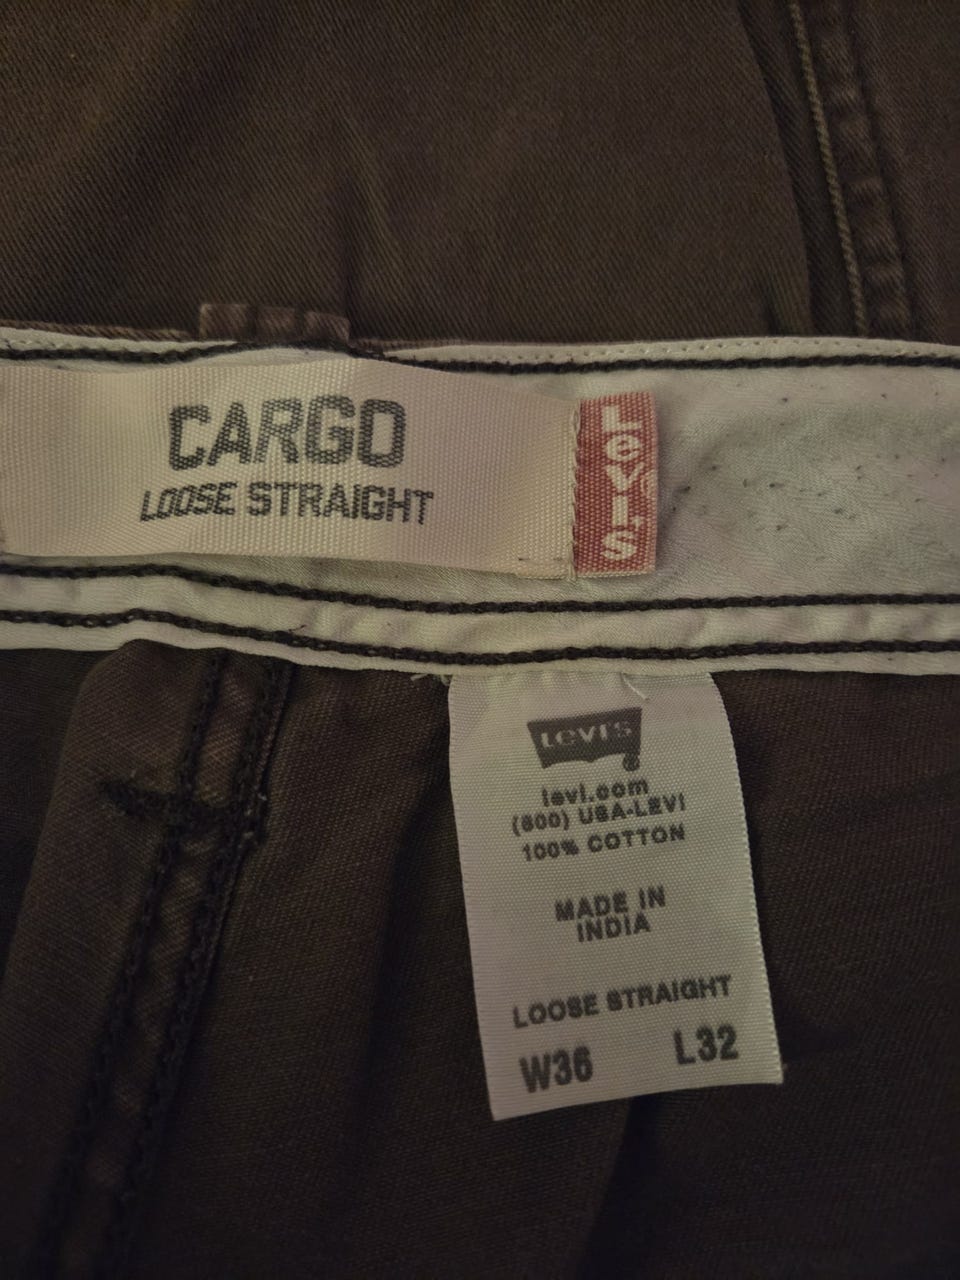 CARGO
LOOSE STRAIGHT
Levi's
Levi's
®
levi.com
(800) USA-LEVI
100% COTTON
MADE IN
INDIA
LOOSE STRAIGHT
W36 L32